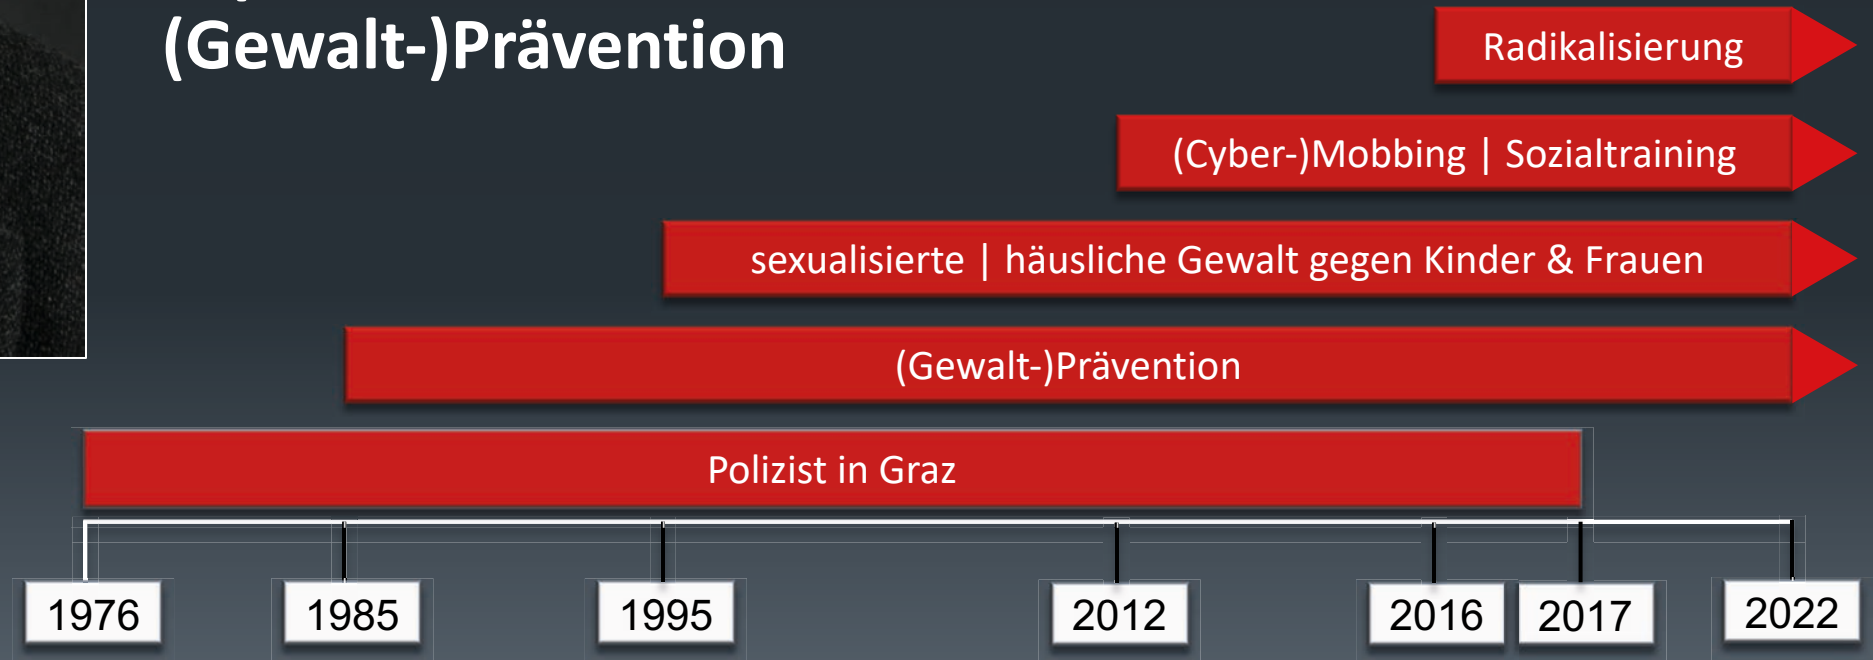 (Gewalt-)Prävention
Radikalisierung
(Cyber-)Mobbing | Sozialtraining
sexualisierte | häusliche Gewalt gegen Kinder & Frauen
(Gewalt-)Prävention
Polizist in Graz
1976
1985
1995
2012
2016
2017
2022